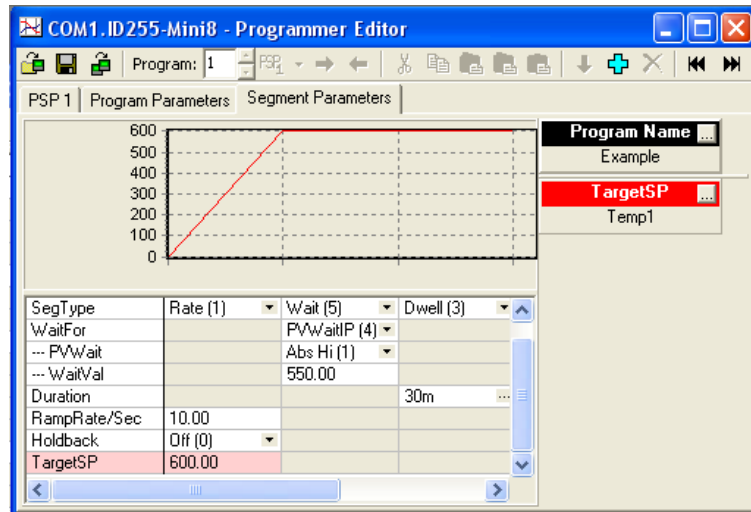 COM1.ID255-Mini8 - Programmer Editor
Program: 1 PSP1
PSP 1 Program Parameters Segment Parameters
600
500
400
300
200
100
0
Program Name ...
Example
TargetSP ...
Temp1
SegType Rate (1) Wait (5) Dwell (3)
WaitFor PVWaitIP (4)
--- PVWait Abs Hi (1)
--- WaitVal 550.00
Duration 30m ...
RampRate/Sec 10.00
Holdback Off (0)
TargetSP 600.00